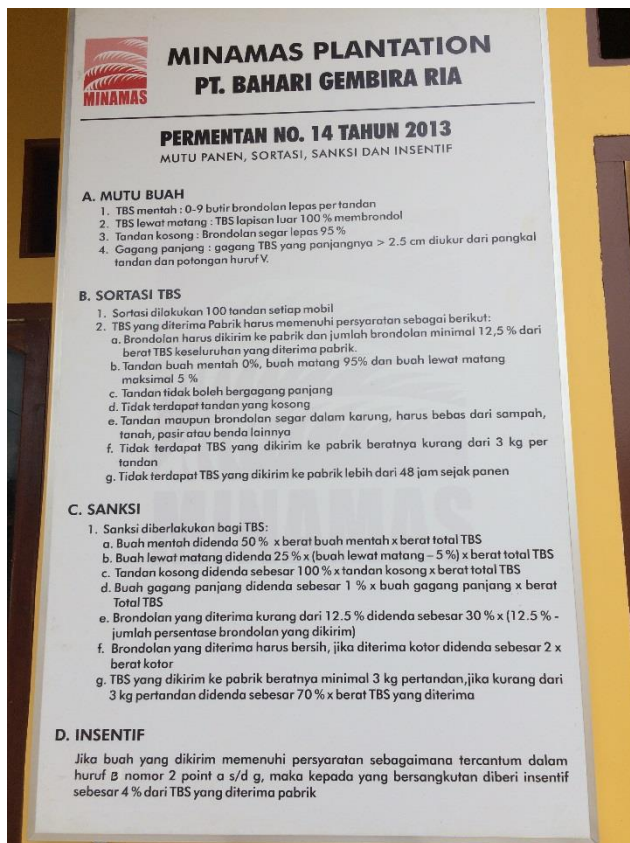 MINAMAS
MINAMAS PLANTATION
PT. BAHARI GEMBIRA RIA
PERMENTAN NO. 14 TAHUN 2013
MUTU PANEN, SORTASI, SANKSI DAN INSENTIF
A. MUTU BUAH
1. TBS mentah : 0-9 butir brondolan lepas per tandan
2. TBS lewat matang : TBS lapisan luar 100 % membrondol
3. Tandan kosong : Brondolan segar lepas 95 %
4. Gagang panjang : gagang TBS yang panjangnya > 2.5 cm diukur dari pangkal
tandan dan potongan huruf V.
B. SORTASI TBS
1. Sortasi dilakukan 100 tandan setiap mobil
2. TBS yang diterima Pabrik harus memenuhi persyaratan sebagai berikut:
a. Brondolan harus dikirim ke pabrik dan jumlah brondolan minimal 12,5 % dari
berat TBS keseluruhan yang diterima pabrik.
b. Tandan buah mentah 0%, buah matang 95% dan buah lewat matang
maksimal 5 %
c. Tandan tidak boleh bergagang panjang
d. Tidak terdapat tandan yang kosong
e. Tandan maupun brondolan segar dalam karung, harus bebas dari sampah,
tanah, pasir atau benda lainnya
f. Tidak terdapat TBS yang dikirim ke pabrik beratnya kurang dari 3 kg per
tandan
g. Tidak terdapat TBS yang dikirim ke pabrik lebih dari 48 jam sejak panen
MINAMAS
C. SANKSI
1. Sanksi diberlakukan bagi TBS:
a. Buah mentah didenda 50 % x berat buah mentah x berat total TBS
b. Buah lewat matang didenda 25 % x (buah lewat matang – 5 %) x berat total TBS
c. Tandan kosong didenda sebesar 100 % x tandan kosong x berat total TBS
d. Buah gagang panjang didenda sebesar 1 % x buah gagang panjang x berat
Total TBS
e. Brondolan yang diterima kurang dari 12.5 % didenda sebesar 30 % x (12.5 % -
jumlah persentase brondolan yang dikirim)
f. Brondolan yang diterima harus bersih, jika diterima kotor didenda sebesar 2 x
berat kotor
g. TBS yang dikirim ke pabrik beratnya minimal 3 kg pertandan,jika kurang dari
3 kg pertandan didenda sebesar 70 % x berat TBS yang diterima
D. INSENTIF
Jika buah yang dikirim memenuhi persyaratan sebagaimana tercantum dalam
huruf B nomor 2 point a s/d g, maka kepada yang bersangkutan diberi insentif
sebesar 4 % dari TBS yang diterima pabrik